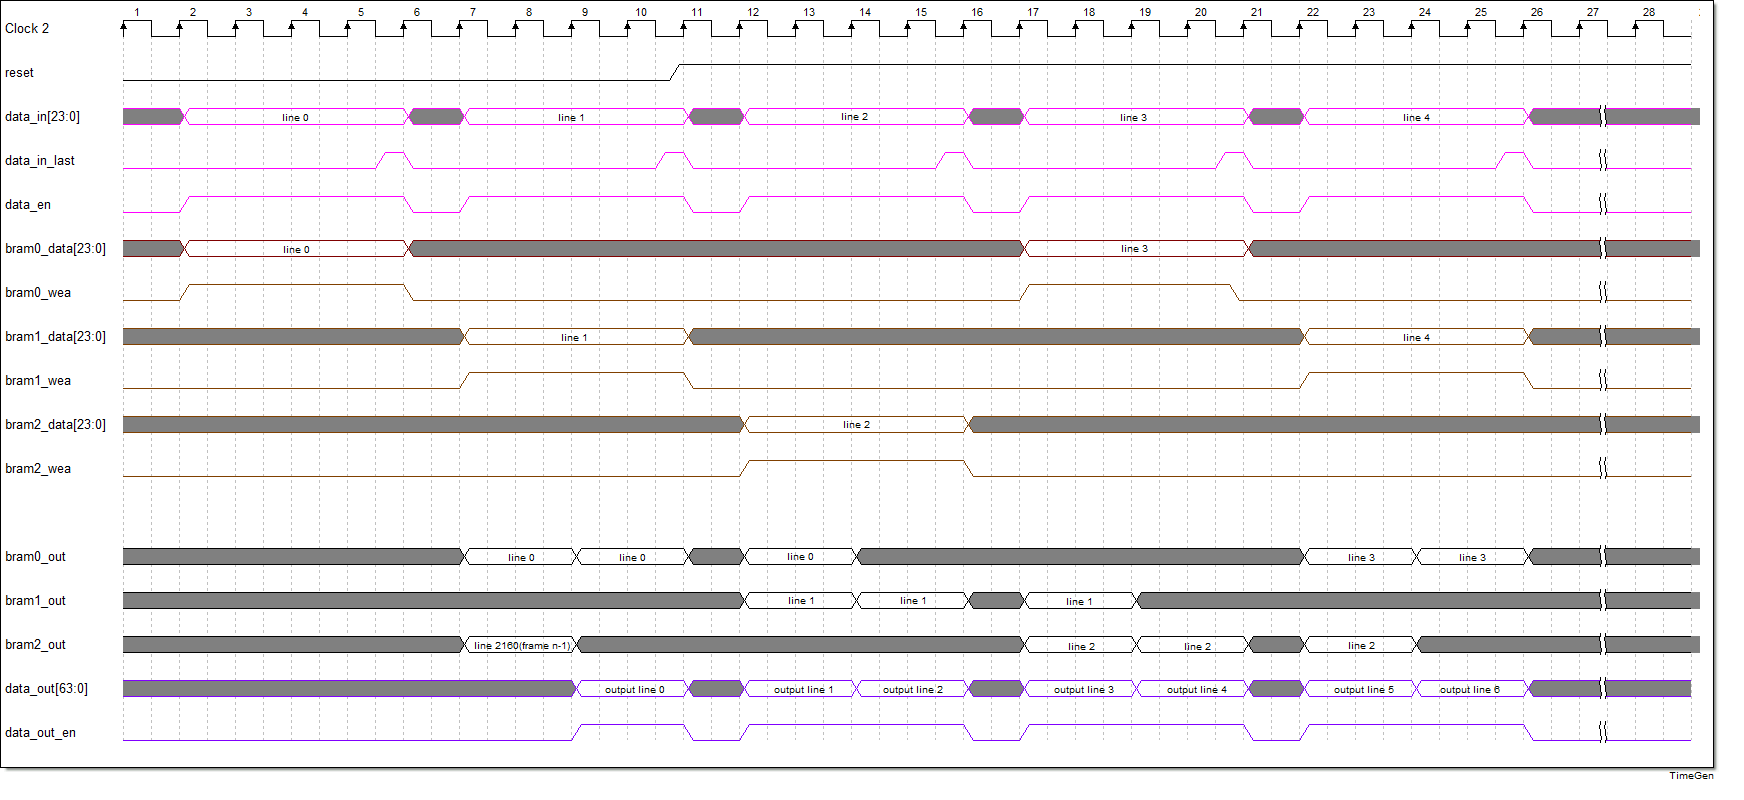 1 2 3 4 5 6 7 8 9 10 11 12 13 14 15 16 17 18 19 20 21 22 23 24 25 26 27 28
Clock 2
reset
data_in[23:0] line 0 line 1 line 2 line 3 line 4
data_in_last
data_en
bram0_data[23:0] line 0 line 3
bram0_wea
bram1_data[23:0] line 1 line 4
bram1_wea
bram2_data[23:0] line 2
bram2_wea
bram0_out line 0 line 0 line 0 line 3 line 3
bram1_out line 1 line 1 line 1
bram2_out line 2160(frame n-1) line 2 line 2 line 2
data_out[63:0] output line 0 output line 1 output line 2 output line 3 output line 4 output line 5 output line 6
data_out_en
TimeGen